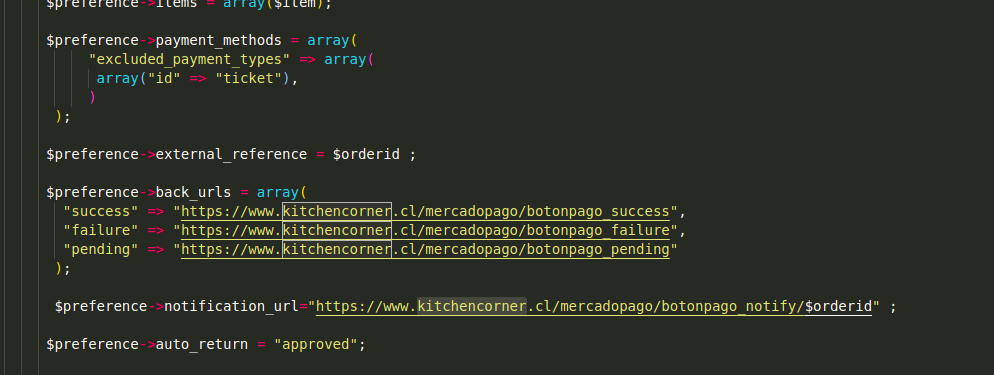 $preference->items = array($item);
$preference->payment_methods = array(
"excluded_payment_types" => array(
array("id" => "ticket"),
)
);
$preference->external_reference = $orderid ;
$preference->back_urls = array(
"success" => "https://www.kitchencorner.cl/mercadopago/botonpago_success",
"failure" => "https://www.kitchencorner.cl/mercadopago/botonpago_failure",
"pending" => "https://www.kitchencorner.cl/mercadopago/botonpago_pending"
);
$preference->notification_url="https://www.kitchencorner.cl/mercadopago/botonpago_notify/$orderid" ;
$preference->auto_return = "approved";